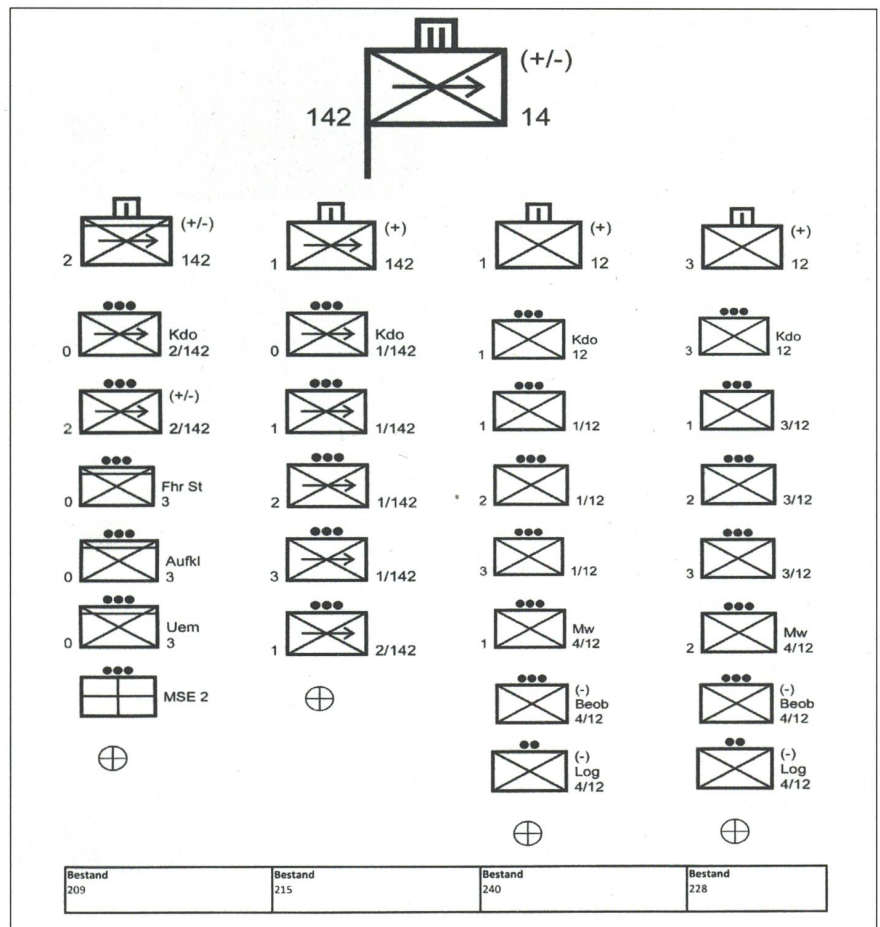 (+/-)
142 14
(+/-)
2 142
Kdo
0 2/142
(+/-)
2 2/142
Fhr St
0 3
Aufkl
0 3
Uem
0 3
MSE 2
(+)
1 142
Kdo
0 1/142
1 1/142
2 1/142
3 1/142
1 2/142
(+)
1 12
Kdo
1 12
1 1/12
2 1/12
3 1/12
Mw
1 4/12
(-)
Beob
4/12
(-)
Log
4/12
(+)
3 12
Kdo
3 12
1 3/12
2 3/12
3 3/12
Mw
2 4/12
(-)
Beob
4/12
(-)
Log
4/12
Bestand
209
Bestand
215
Bestand
240
Bestand
228